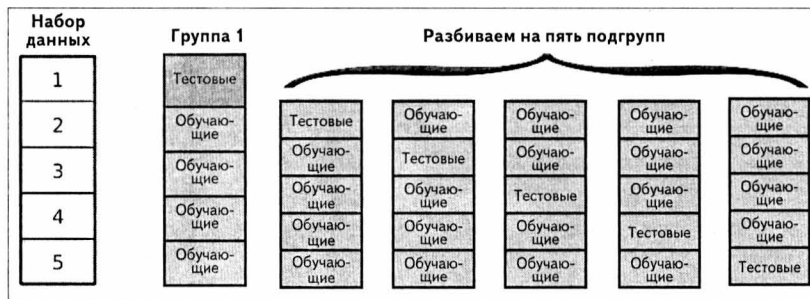 Набор
данных
Группа 1
Разбиваем на пять подгрупп
1
2
3
4
5
Тестовые
Обучаю-
щие
Обучаю-
щие
Обучаю-
щие
Обучаю-
щие
Тестовые
Обучаю-
щие
Обучаю-
щие
Обучаю-
щие
Обучаю-
щие
Обучаю-
щие
Тестовые
Обучаю-
щие
Обучаю-
щие
Обучаю-
щие
Обучаю-
щие
Обучаю-
щие
Тестовые
Обучаю-
щие
Обучаю-
щие
Обучаю-
щие
Обучаю-
щие
Обучаю-
щие
Тестовые
Обучаю-
щие
Обучаю-
щие
Обучаю-
щие
Обучаю-
щие
Обучаю-
щие
Тестовые